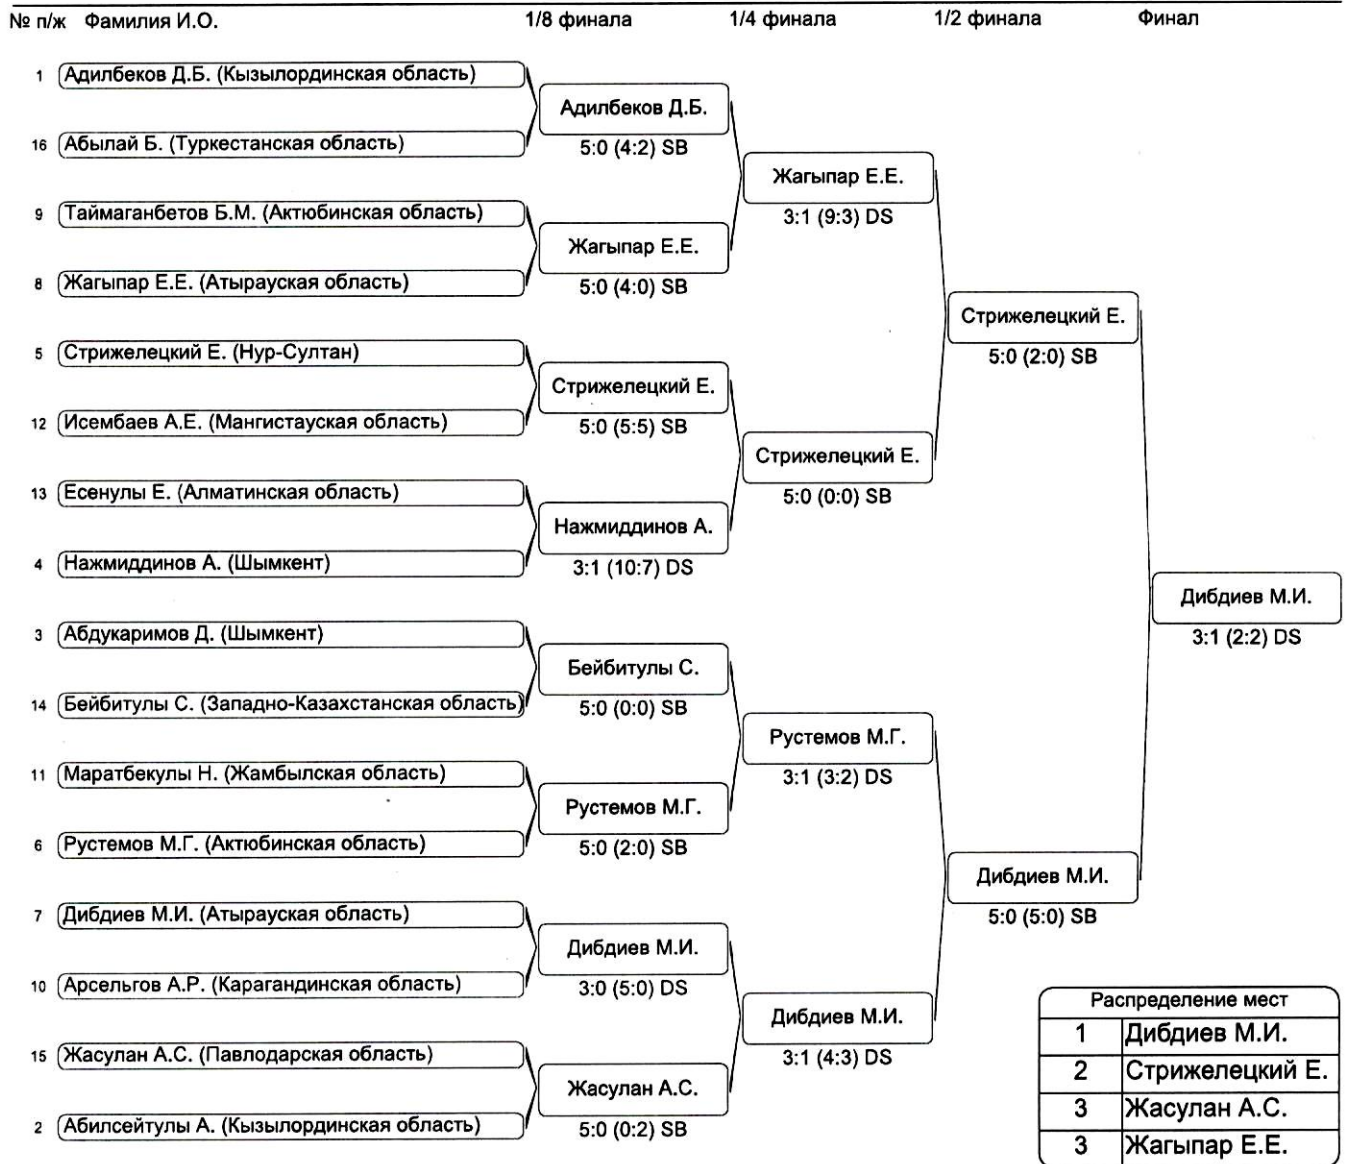 № п/ж Фамилия И.О. 1/8 финала 1/4 финала 1/2 финала Финал
1 Адилбеков Д.Б. (Кызылординская область)
Адилбеков Д.Б.
5:0 (4:2) SB
16 Абылай Б. (Туркестанская область)
Жагыпар Е.Е.
3:1 (9:3) DS
9 Таймаганбетов Б.М. (Актюбинская область)
Жагыпар Е.Е.
5:0 (4:0) SB
8 Жагыпар Е.Е. (Атырауская область)
Стрижелецкий Е.
5:0 (2:0) SB
5 Стрижелецкий Е. (Нур-Султан)
Стрижелецкий Е.
5:0 (5:5) SB
12 Исембаев А.Е. (Мангистауская область)
Стрижелецкий Е.
5:0 (0:0) SB
13 Есенулы Е. (Алматинская область)
Нажмиддинов А.
3:1 (10:7) DS
4 Нажмиддинов А. (Шымкент)
Дибдиев М.И.
3:1 (2:2) DS
3 Абдукаримов Д. (Шымкент)
Бейбитулы С.
5:0 (0:0) SB
14 Бейбитулы С. (Западно-Казахстанская область)
Рустемов М.Г.
3:1 (3:2) DS
11 Маратбекулы Н. (Жамбылская область)
Рустемов М.Г.
5:0 (2:0) SB
6 Рустемов М.Г. (Актюбинская область)
Дибдиев М.И.
5:0 (5:0) SB
7 Дибдиев М.И. (Атырауская область)
Дибдиев М.И.
3:0 (5:0) DS
10 Арсельгов А.Р. (Карагандинская область)
Дибдиев М.И.
3:1 (4:3) DS
15 Жасулан А.С. (Павлодарская область)
Жасулан А.С.
5:0 (0:2) SB
2 Абилсейтулы А. (Кызылординская область)
Распределение мест
1 Дибдиев М.И.
2 Стрижелецкий Е.
3 Жасулан А.С.
3 Жагыпар Е.Е.